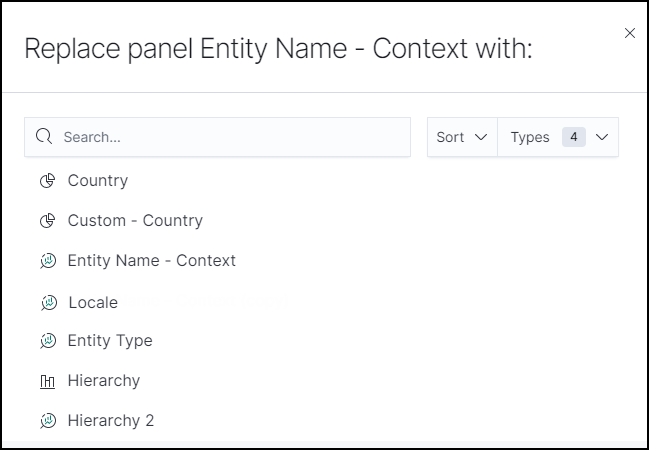 Replace panel Entity Name - Context with:
Search...
Sort
Types 4
Country
Custom - Country
Entity Name - Context
Locale
Entity Type
Hierarchy
Hierarchy 2